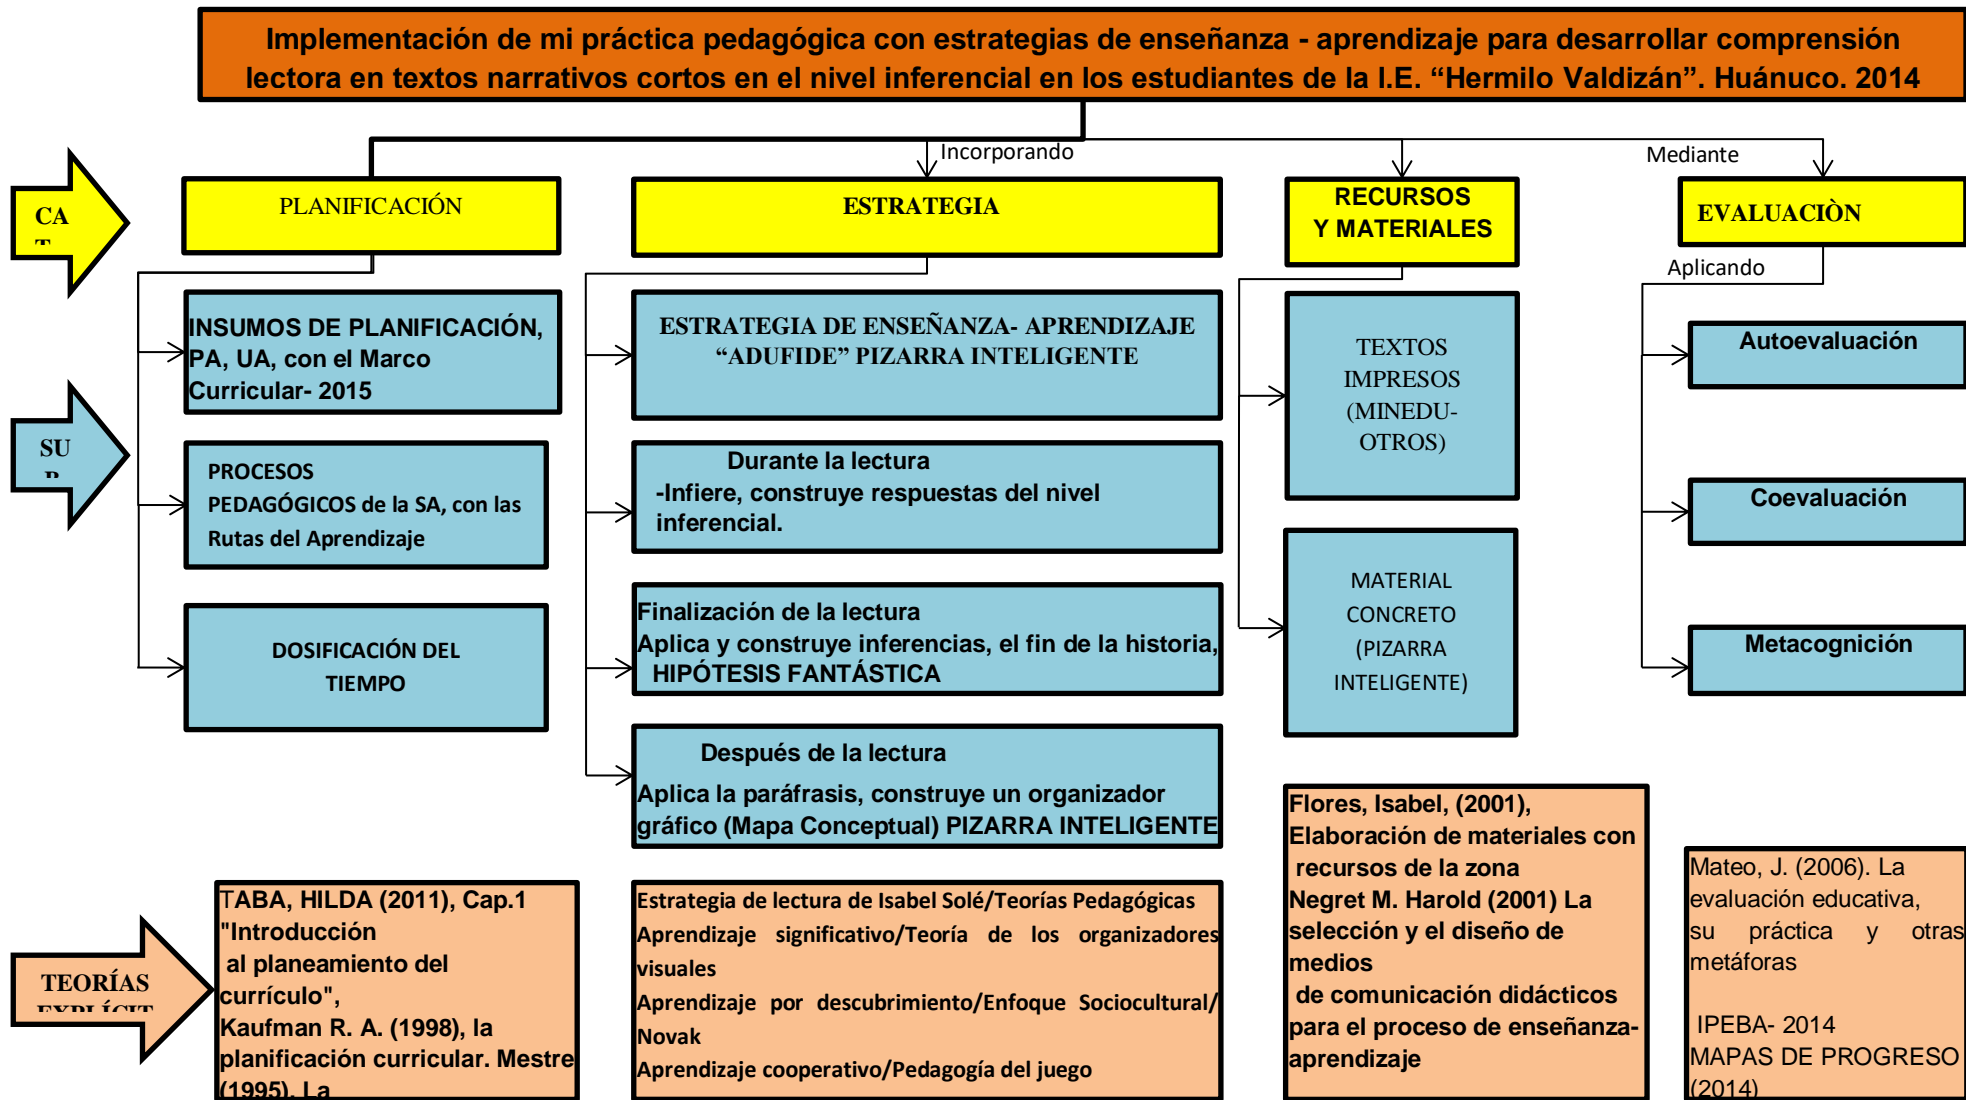 Implementación de mi práctica pedagógica con estrategias de enseñanza - aprendizaje para desarrollar comprensión
lectora en textos narrativos cortos en el nivel inferencial en los estudiantes de la I.E. “Hermilo Valdizán”. Huánuco. 2014
Incorporando
Mediante
CA
PLANIFICACIÓN
ESTRATEGIA
RECURSOS
Y MATERIALES
EVALUACIÒN
Aplicando
INSUMOS DE PLANIFICACIÓN,
PA, UA, con el Marco
Curricular- 2015
ESTRATEGIA DE ENSEÑANZA- APRENDIZAJE
“ADUFIDE” PIZARRA INTELIGENTE
TEXTOS
IMPRESOS
(MINEDU-
OTROS)
Autoevaluación
SU
PROCESOS
PEDAGÓGICOS de la SA, con las
Rutas del Aprendizaje
Durante la lectura
-Infiere, construye respuestas del nivel
inferencial.
Coevaluación
DOSIFICACIÓN DEL
TIEMPO
Finalización de la lectura
Aplica y construye inferencias, el fin de la historia,
HIPÓTESIS FANTÁSTICA
MATERIAL
CONCRETO
(PIZARRA
INTELIGENTE)
Metacognición
Después de la lectura
Aplica la paráfrasis, construye un organizador
gráfico (Mapa Conceptual) PIZARRA INTELIGENTE
TEORÍAS
TABA, HILDA (2011), Cap.1
"Introducción
al planeamiento del
currículo",
Kaufman R. A. (1998), la
planificación curricular. Mestre
(1995). La
Estrategia de lectura de Isabel Solé/Teorías Pedagógicas
Aprendizaje significativo/Teoría de los organizadores
visuales
Aprendizaje por descubrimiento/Enfoque Sociocultural/
Novak
Aprendizaje cooperativo/Pedagogía del juego
Flores, Isabel, (2001),
Elaboración de materiales con
recursos de la zona
Negret M. Harold (2001) La
selección y el diseño de
medios
de comunicación didácticos
para el proceso de enseñanza-
aprendizaje
Mateo, J. (2006). La
evaluación educativa,
su práctica y otras
metáforas
IPEBA- 2014
MAPAS DE PROGRESO
(2014)